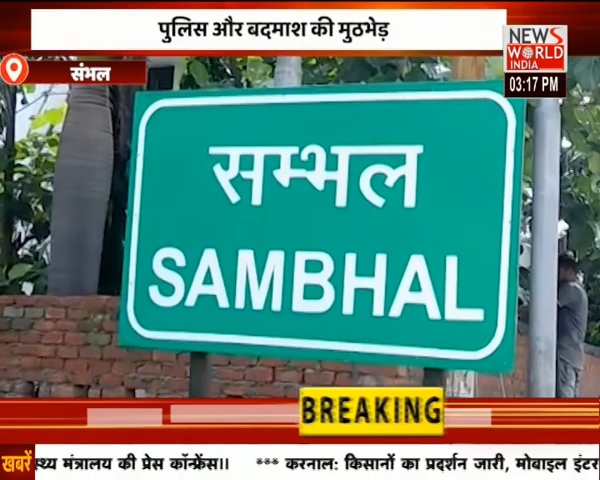 पुलिस और बदमाश की मुठभेड़
NEWS
WORLD
INDIA
संभल
03:17 PM
सम्भल
SAMBHAL
BREAKING
खबरें
मंत्रालय की प्रेस कॉन्फ्रेंस।। *** करनाल: किसानों का प्रदर्शन जारी, मोबाइल